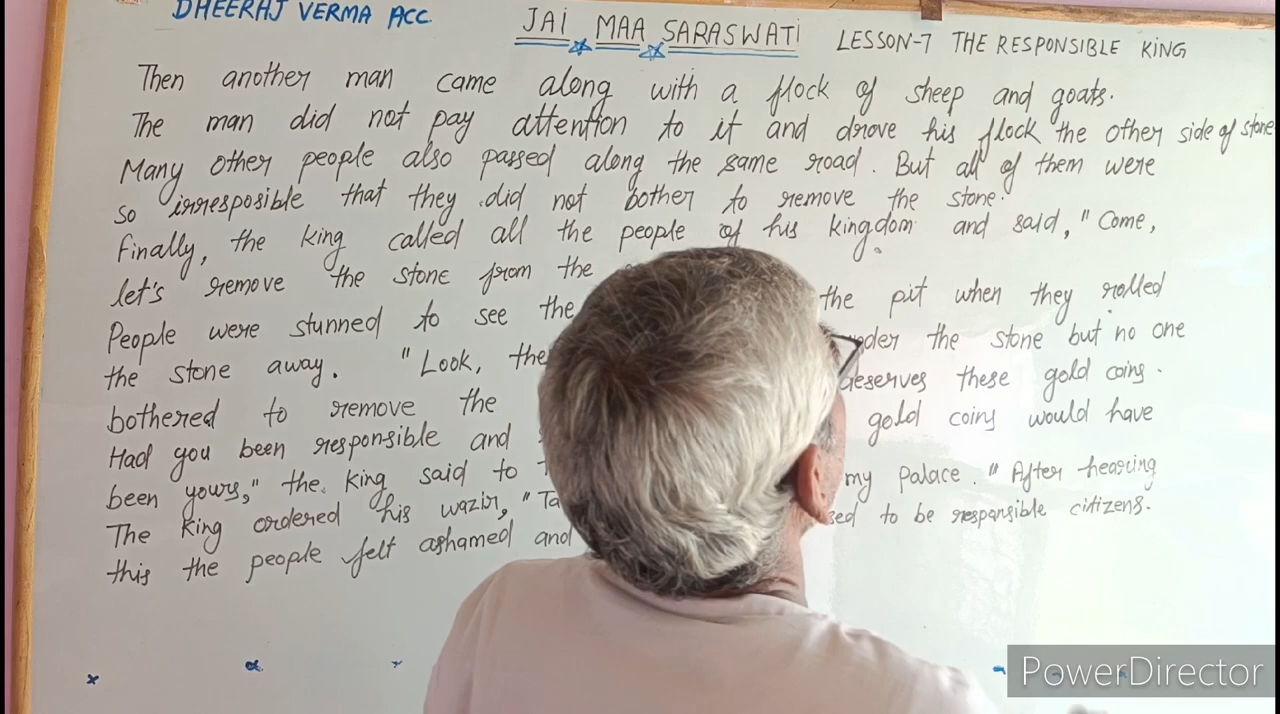 DHEERAJ VERMA ACC.
JAI MAA SARASWATI
LESSON-7 THE RESPONSIBLE KING
Then another man came along with a flock of sheep and goats.
The man did not pay attention to it and drove his flock the other side of stone
Many other people also passed along the same road. But all of them were
so irresposible that they did not bother to remove the stone.
Finally, the king called all the people of his kingdom and said, "Come,
let's remove the stone from the
People were stunned to see the the pit when they rolled
the stone away. "Look, the under the stone but no one
bothered to remove the deserves these gold coins.
Had you been responsible and gold coins would have
been yours," the king said to
The King ordered his wazir, "Ta my Palace." After hearing
this the people felt ashamed and sed to be responsible citizens.
PowerDirector